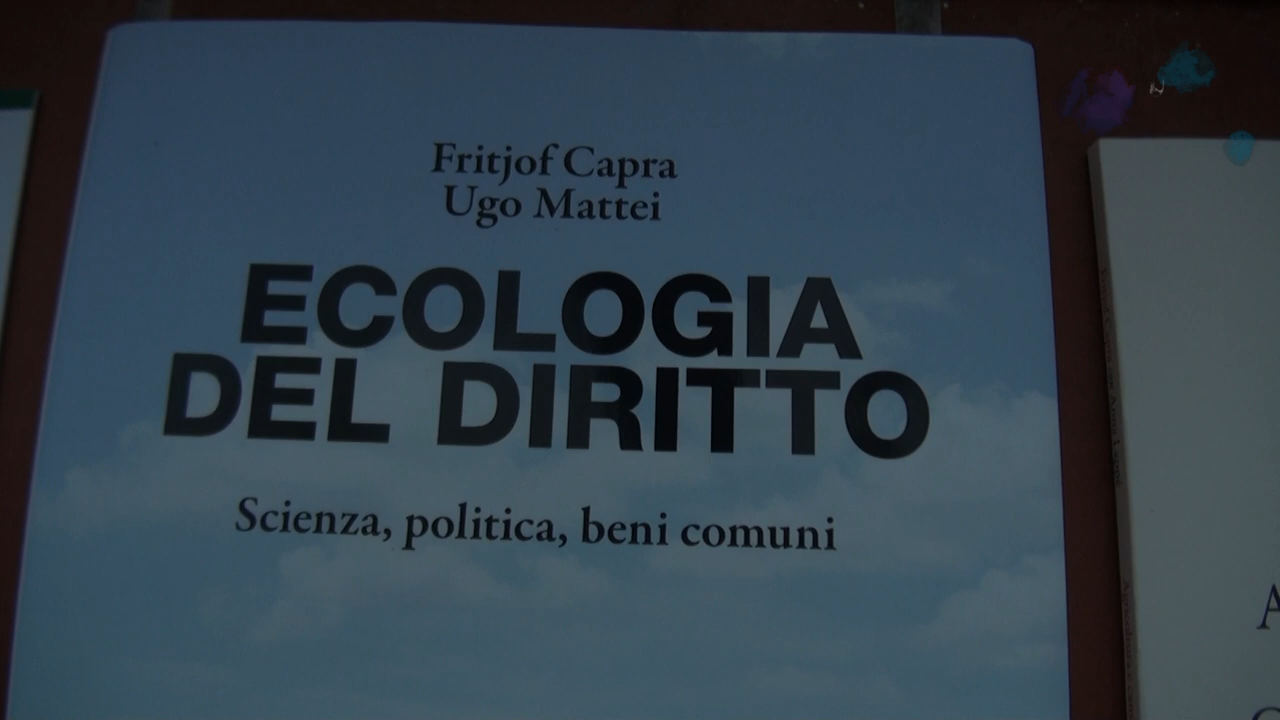 Fritjof Capra
Ugo Mattei
ECOLOGIA
DEL DIRITTO
Scienza, politica, beni comuni